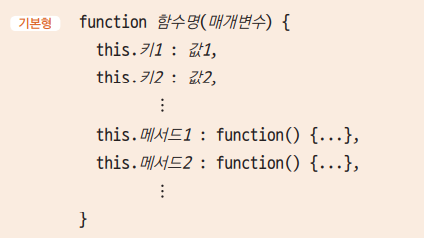 기본형
function 함수명(매개변수) {
this.키1 : 값1,
this.키2 : 값2,
⋮
this.메서드1 : function() {...},
this.메서드2 : function() {...},
⋮
}